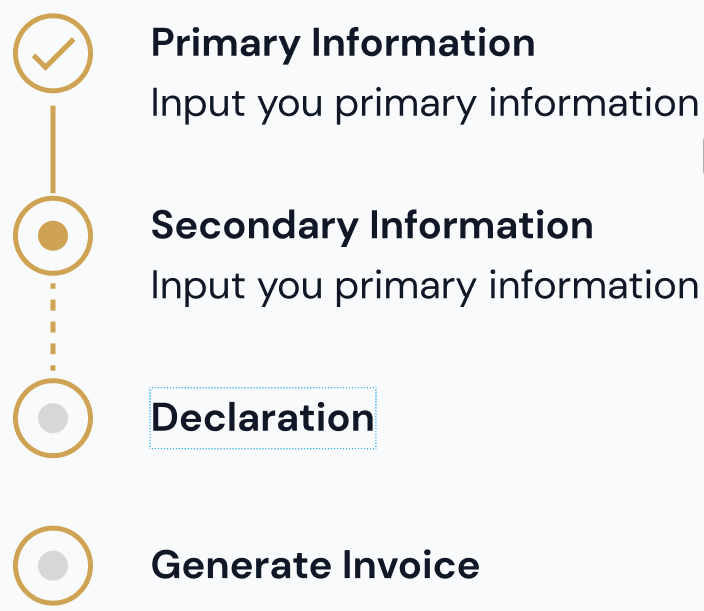 Primary Information
Input you primary information
Secondary Information
Input you primary information
Declaration
Generate Invoice